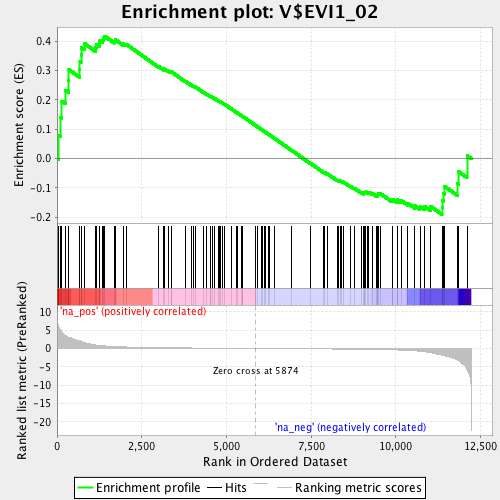 Enrichment plot: V$EVI1_02
Enrichment score (ES)
0.4
0.3
0.2
0.1
0.0
-0.1
-0.2
'na_pos' (positively correlated)
Ranked list metric (PreRanked)
10
5
0
-5
-10
-15
-20
Zero cross at 5874
'na_neg' (negatively correlated)
0
2,500
5,000
7,500
10,000
12,500
Rank in Ordered Dataset
Enrichment profile
Hits
Ranking metric scores